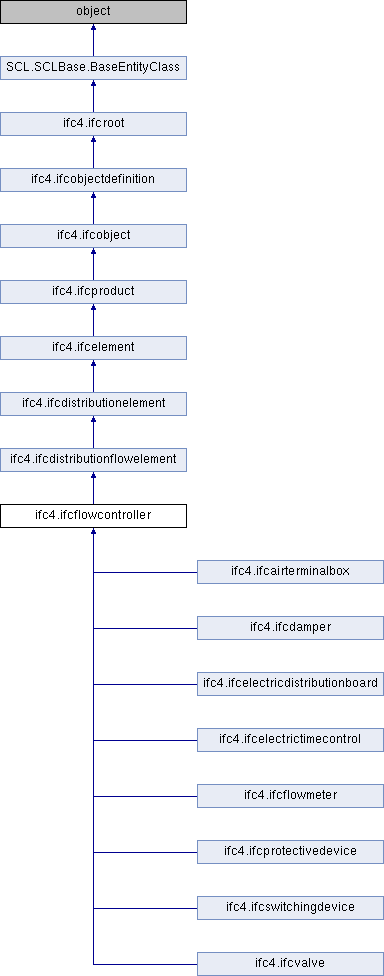 object
SCL.SCLBase.BaseEntityClass
ifc4.ifcroot
ifc4.ifcobjectdefinition
ifc4.ifcobject
ifc4.ifcproduct
ifc4.ifcelement
ifc4.ifcdistributionelement
ifc4.ifcdistributionflowelement
ifc4.ifcflowcontroller
ifc4.ifcairterminalbox
ifc4.ifcdamper
ifc4.ifcelectricdistributionboard
ifc4.ifcelectrictimecontrol
ifc4.ifcflowmeter
ifc4.ifcprotectivedevice
ifc4.ifcswitchingdevice
ifc4.ifcvalve